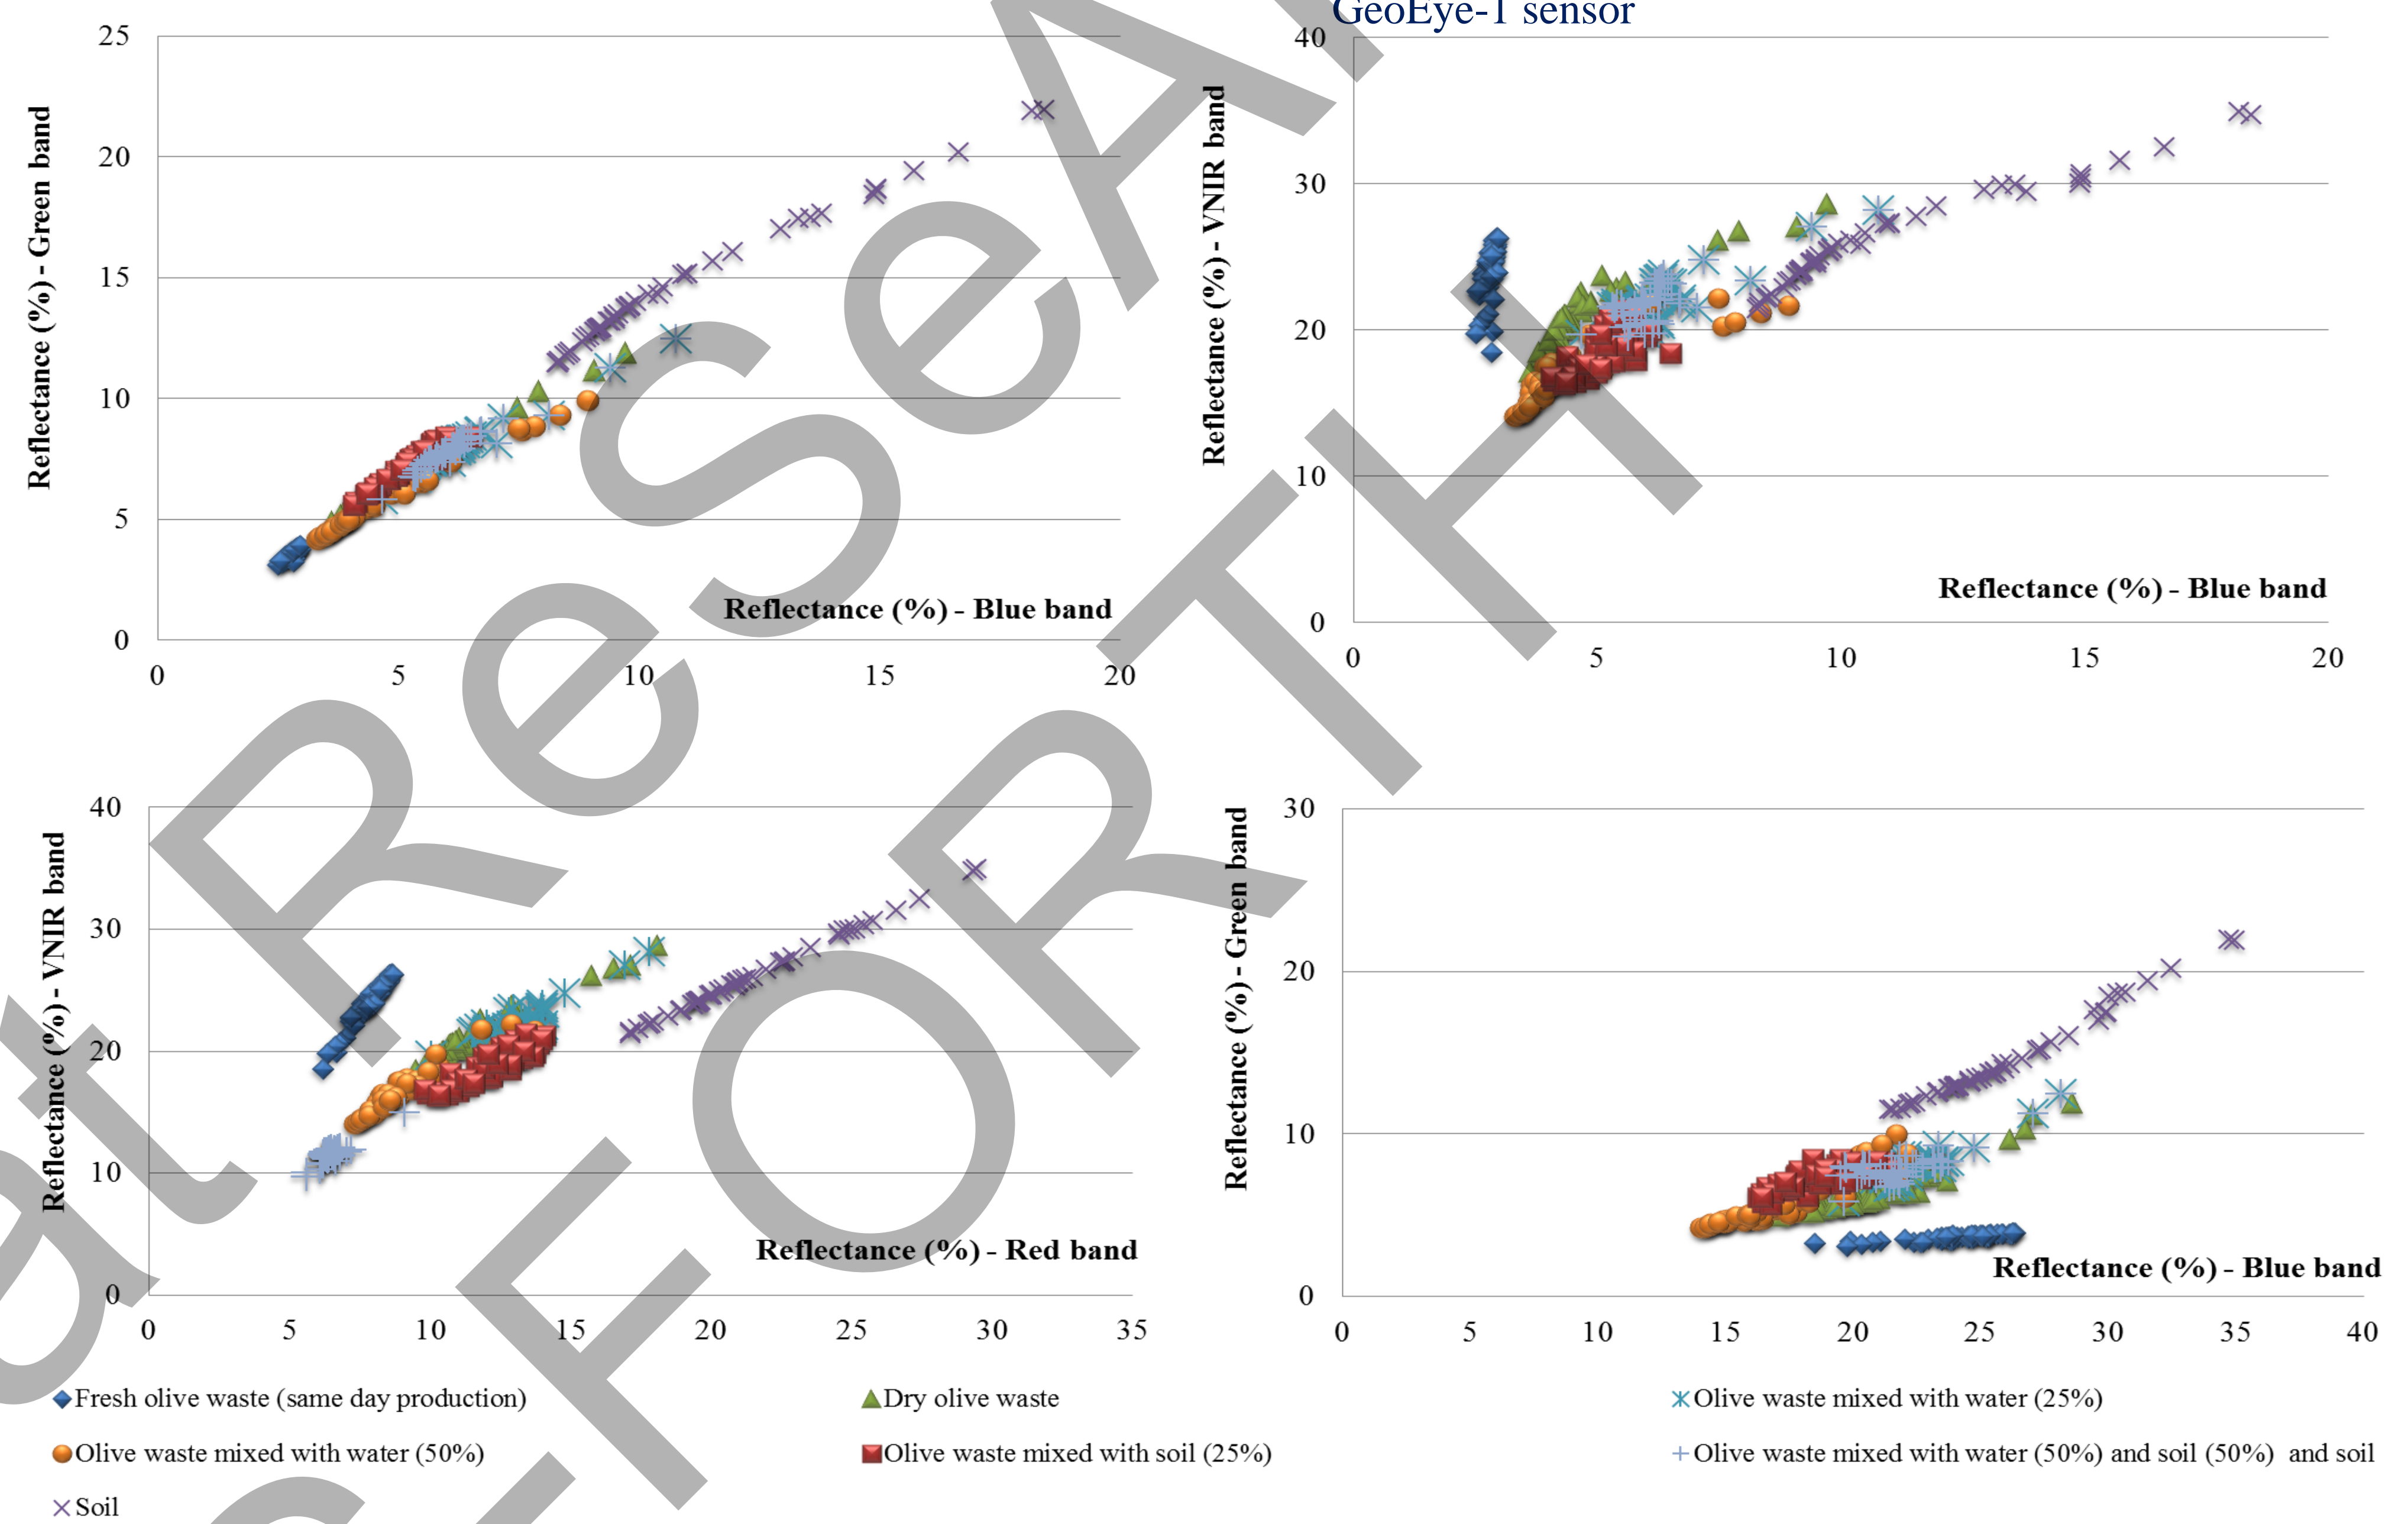 GeoEye-1 sensor
25
20
15
10
5
0
0 5 10 15 20
Reflectance (%) - Green band
Reflectance (%) - Blue band
40
30
20
10
0
0 5 10 15 20
Reflectance (%) - VNIR band
Reflectance (%) - Blue band
40
30
20
10
0
0 5 10 15 20 25 30 35
Reflectance (%) - VNIR band
Reflectance (%) - Red band
30
20
10
0
0 5 10 15 20 25 30 35 40
Reflectance (%) - Green band
Reflectance (%) - Blue band
Fresh olive waste (same day production)
Dry olive waste
Olive waste mixed with water (25%)
Olive waste mixed with water (50%)
Olive waste mixed with soil (25%)
Olive waste mixed with water (50%) and soil (50%)  and soil
Soil